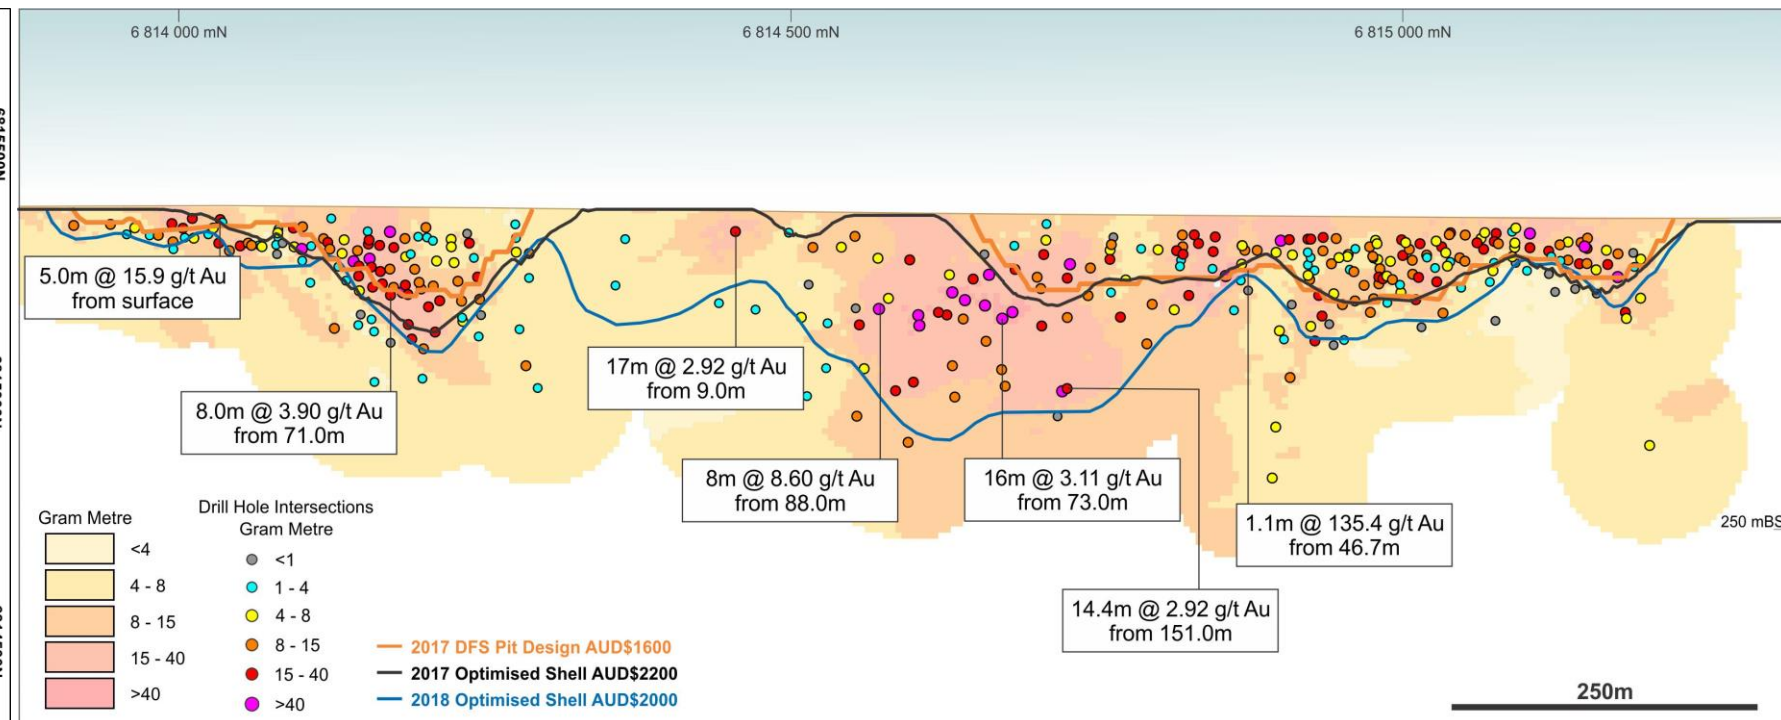 6 814 000 mN
6 814 500 mN
6 815 000 mN
5.0m @ 15.9 g/t Au
from surface
8.0m @ 3.90 g/t Au
from 71.0m
17m @ 2.92 g/t Au
from 9.0m
8m @ 8.60 g/t Au
from 88.0m
16m @ 3.11 g/t Au
from 73.0m
1.1m @ 135.4 g/t Au
from 46.7m
14.4m @ 2.92 g/t Au
from 151.0m
250 mBS
Gram Metre
<4
4 - 8
8 - 15
15 - 40
>40
Drill Hole Intersections
Gram Metre
<1
1 - 4
4 - 8
8 - 15
15 - 40
>40
2017 DFS Pit Design AUD$1600
2017 Optimised Shell AUD$2200
2018 Optimised Shell AUD$2000
250m